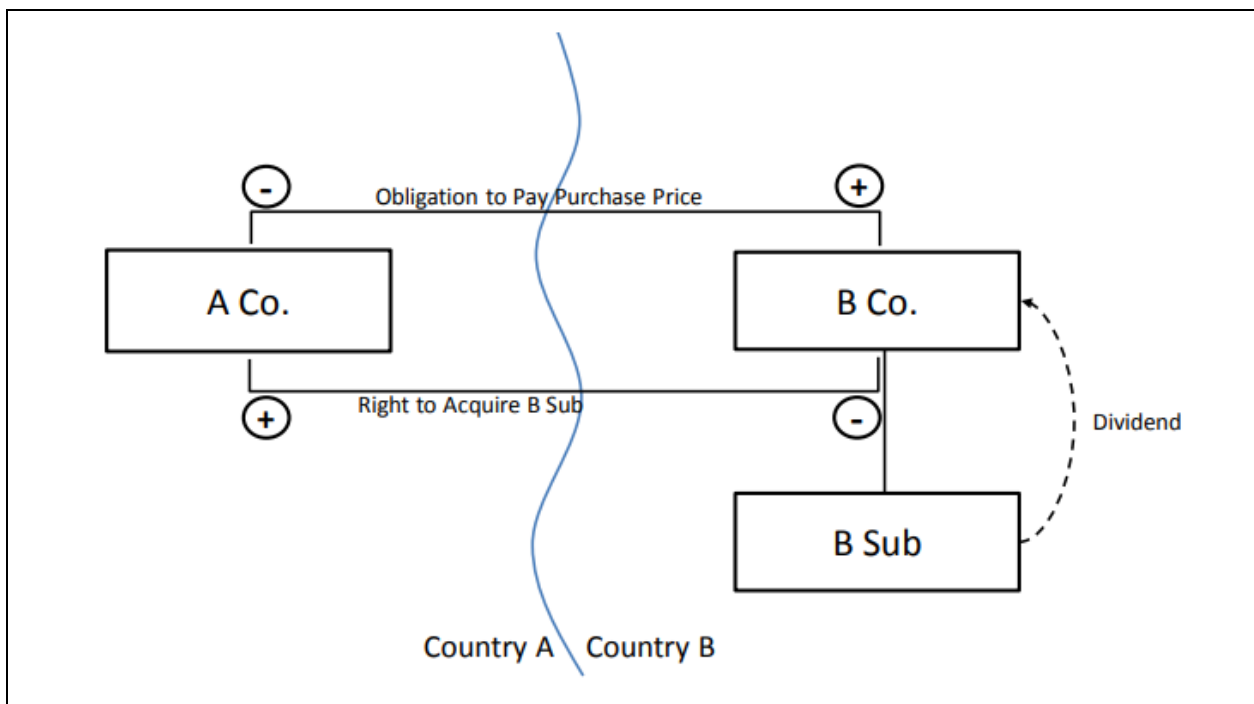 -
+
Obligation to Pay Purchase Price
A Co.
B Co.
Right to Acquire B Sub
+
-
Dividend
B Sub
Country A
Country B